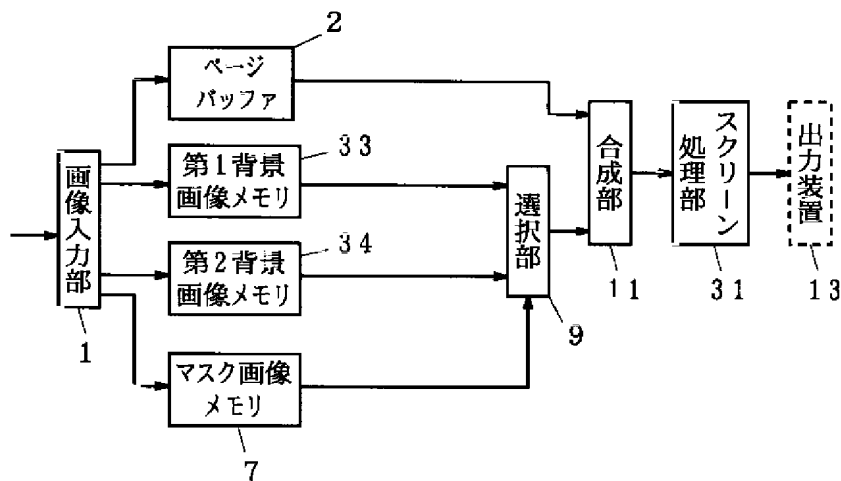 2
ページ
バッファ
33
第1背景
画像メモリ
34
第2背景
画像メモリ
マスク画像
メモリ
7
画像入力部
1
選択部
9
合成部
11
スクリーン
処理部
31
出力装置
13